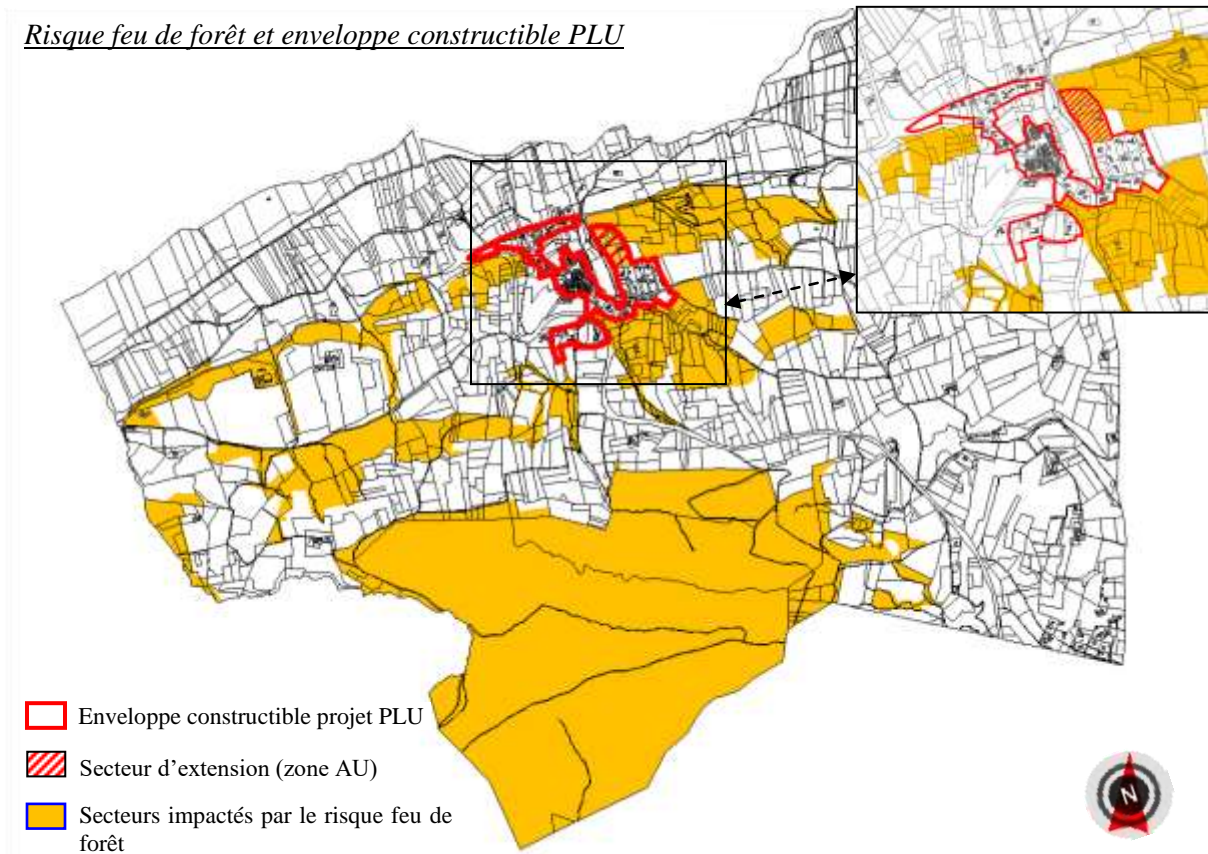 Risque feu de forêt et enveloppe constructible PLU
Enveloppe constructible projet PLU
Secteur d'extension (zone AU)
Secteurs impactés par le risque feu de
forêt
N